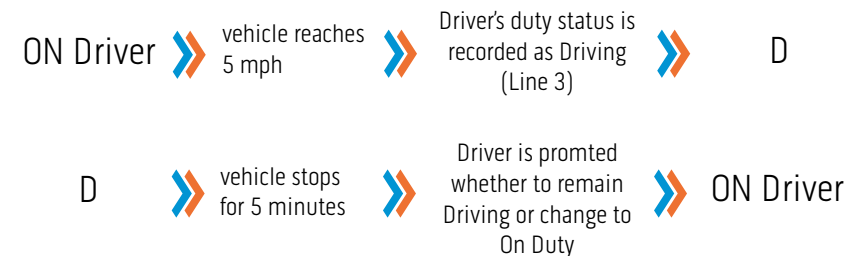 ON Driver
vehicle reaches
5 mph
Driver's duty status is
recorded as Driving
(Line 3)
D
D
vehicle stops
for 5 minutes
Driver is promted
whether to remain
Driving or change to
On Duty
ON Driver